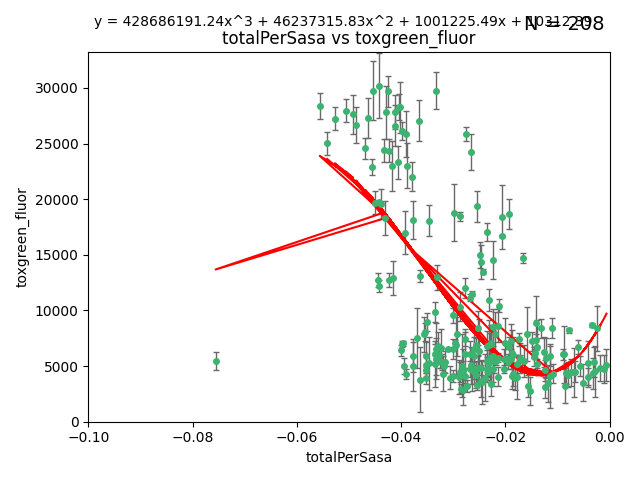 y = 428686191.24x^3 + 46237315.83x^2 + 1001225.49x +
N = 208
totalPerSasa vs toxgreen_fluor
30000
25000
20000
15000
10000
5000
0
toxgreen_fluor
−0.10 −0.08 −0.06 −0.04 −0.02 0.00
totalPerSasa